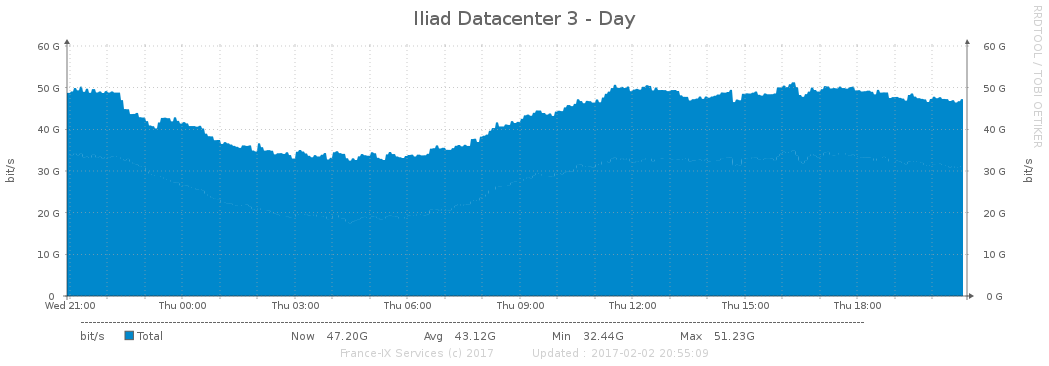 Iliad Datacenter 3 - Day
RRDTOOL / TOBI OETIKER
60 G 60 G
50 G 50 G
40 G 40 G
30 G 30 G
20 G 20 G
10 G 10 G
0 0 G
bit/s bit/s
Wed 21:00 Thu 00:00 Thu 03:00 Thu 06:00 Thu 09:00 Thu 12:00 Thu 15:00 Thu 18:00
bit/s Total Now 47.20G Avg 43.12G Min 32.44G Max 51.23G
France-IX Services (c) 2017 Updated : 2017-02-02 20:55:09